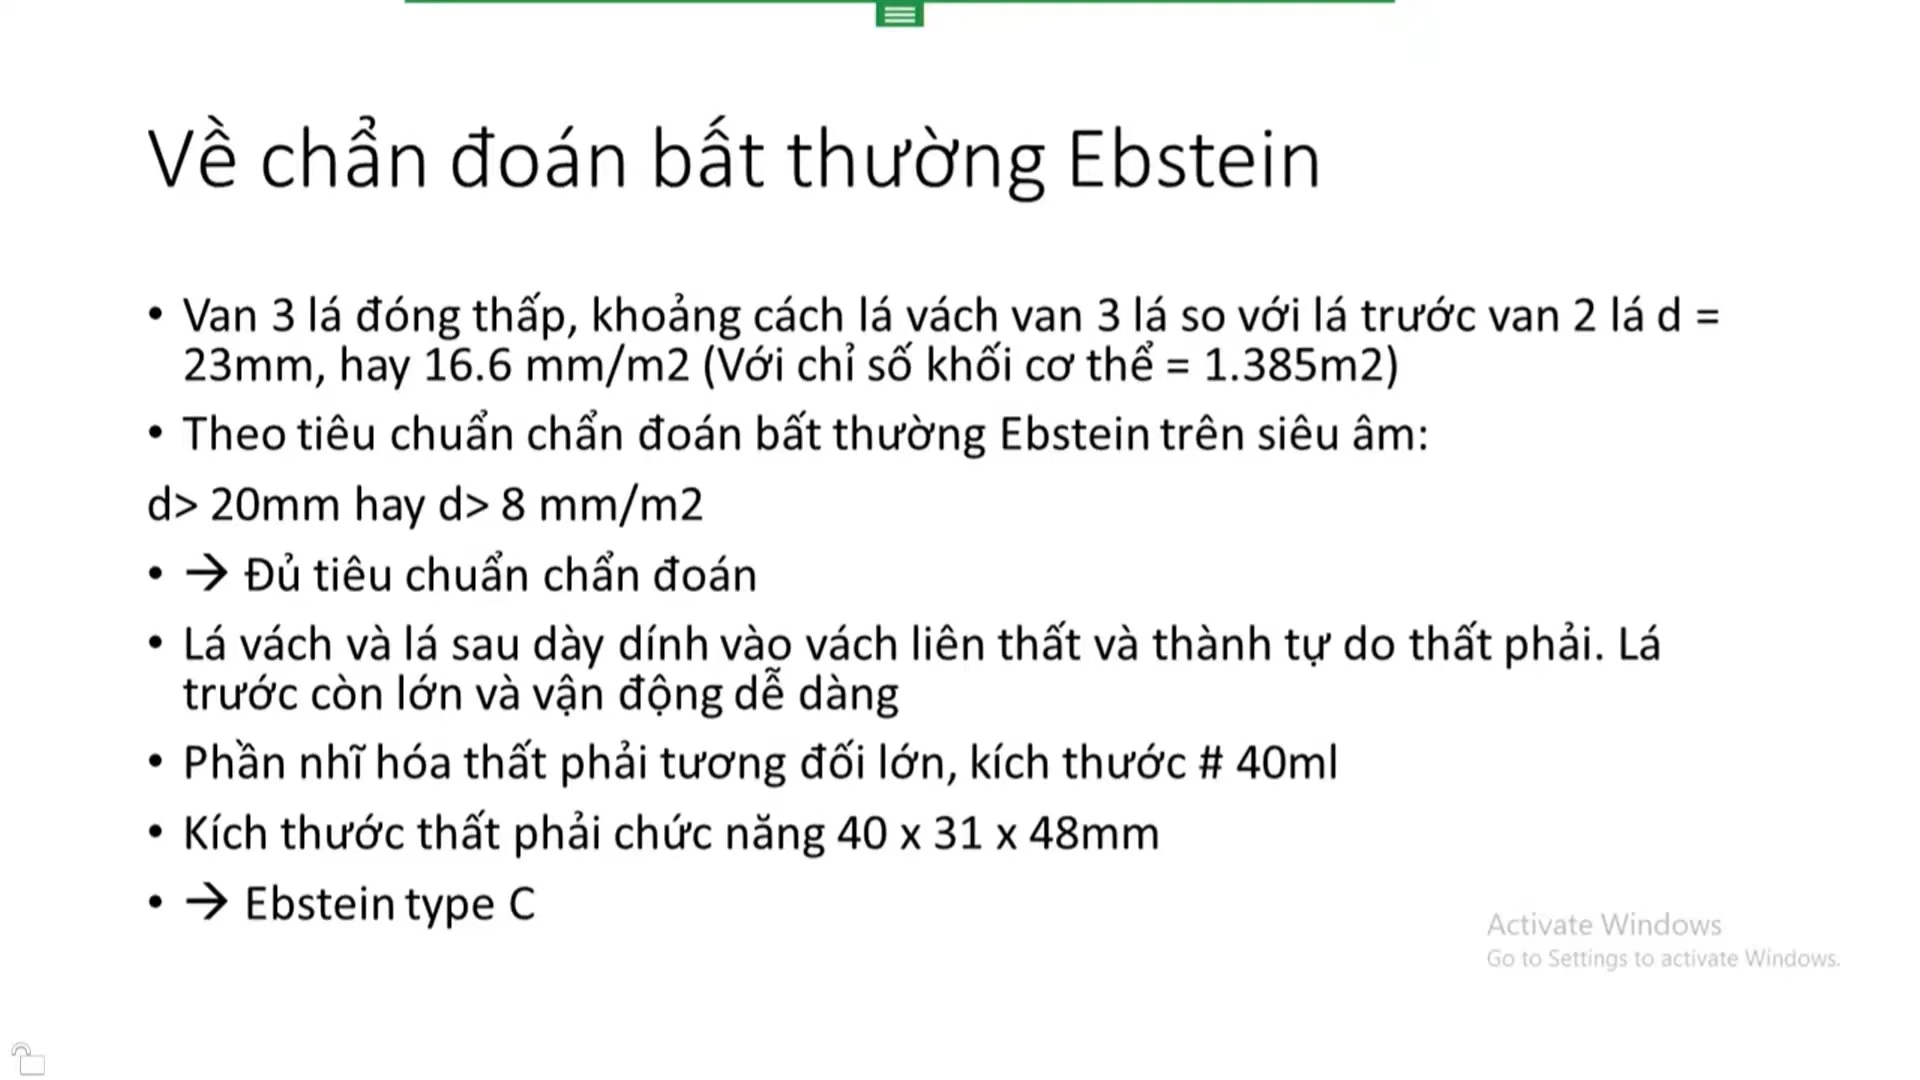 Về chẩn đoán bất thường Ebstein
• Van 3 lá đóng thấp, khoảng cách lá vách van 3 lá so với lá trước van 2 lá d =
23mm, hay 16.6 mm/m2 (Với chỉ số khối cơ thể = 1.385m2)
• Theo tiêu chuẩn chẩn đoán bất thường Ebstein trên siêu âm:
d> 20mm hay d> 8 mm/m2
• → Đủ tiêu chuẩn chẩn đoán
• Lá vách và lá sau dày dính vào vách liên thất và thành tự do thất phải. Lá
trước còn lớn và vận động dễ dàng
• Phần nhĩ hóa thất phải tương đối lớn, kích thước # 40ml
• Kích thước thất phải chức năng 40 x 31 x 48mm
• → Ebstein type C
Activate Windows
Go to Settings to activate Windows.